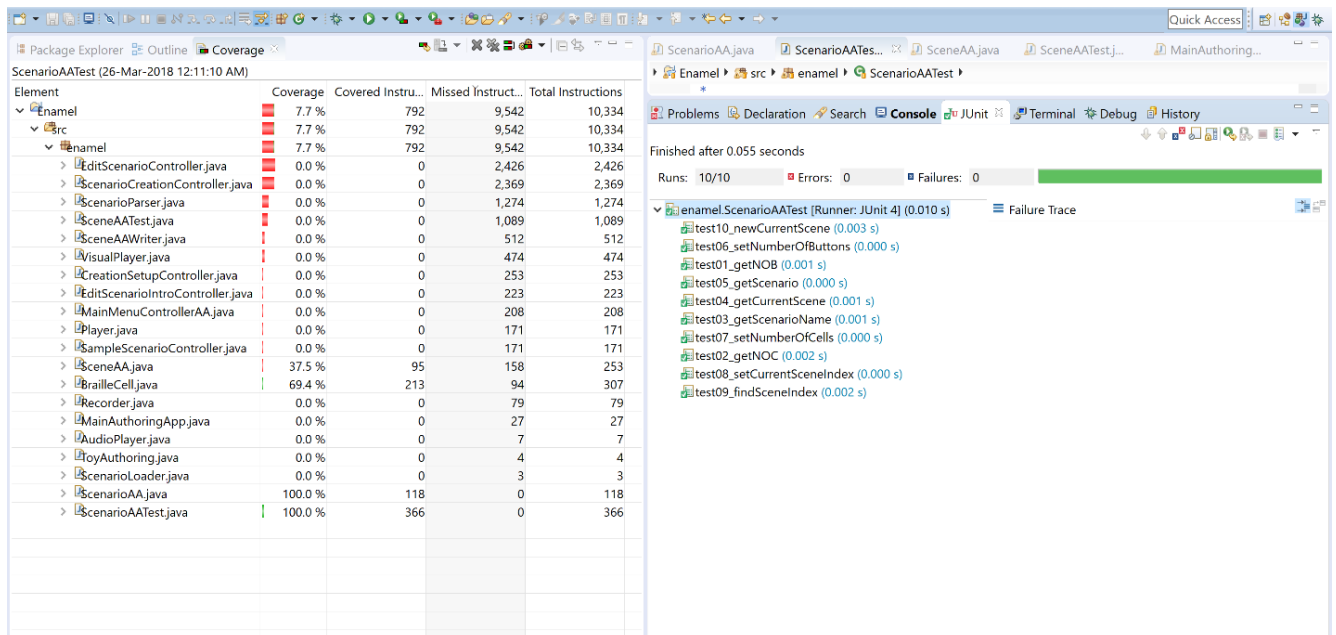 Quick Access
Package Explorer Outline Coverage
ScenarioAATest (26-Mar-2018 12:11:10 AM)
Element Coverage Covered Instru... Missed Instruct... Total Instructions
Enamel 7.7 % 792 9,542 10,334
src 7.7 % 792 9,542 10,334
enamel 7.7 % 792 9,542 10,334
EditScenarioController.java 0.0 % 0 2,426 2,426
ScenarioCreationController.java 0.0 % 0 2,369 2,369
ScenarioParser.java 0.0 % 0 1,274 1,274
SceneAATest.java 0.0 % 0 1,089 1,089
SceneAAWriter.java 0.0 % 0 512 512
VisualPlayer.java 0.0 % 0 474 474
CreationSetupController.java 0.0 % 0 253 253
EditScenarioIntroController.java 0.0 % 0 223 223
MainMenuControllerAA.java 0.0 % 0 208 208
Player.java 0.0 % 0 171 171
SampleScenarioController.java 0.0 % 0 171 171
SceneAA.java 37.5 % 95 158 253
BrailleCell.java 69.4 % 213 94 307
Recorder.java 0.0 % 0 79 79
MainAuthoringApp.java 0.0 % 0 27 27
AudioPlayer.java 0.0 % 0 7 7
ToyAuthoring.java 0.0 % 0 4 4
ScenarioLoader.java 0.0 % 0 3 3
ScenarioAA.java 100.0 % 118 0 118
ScenarioAATest.java 100.0 % 366 0 366
ScenarioAA.java ScenarioAATes... SceneAA.java SceneAATest.j... MainAuthoring...
Enamel src enamel ScenarioAATest
*
Problems Declaration Search Console JUnit Terminal Debug History
Finished after 0.055 seconds
Runs: 10/10 Errors: 0 Failures: 0
enamel.ScenarioAATest [Runner: JUnit 4] (0.010 s) Failure Trace
test10_newCurrentScene (0.003 s)
test06_setNumberOfButtons (0.000 s)
test01_getNOB (0.001 s)
test05_getScenario (0.000 s)
test04_getCurrentScene (0.001 s)
test03_getScenarioName (0.001 s)
test07_setNumberOfCells (0.000 s)
test02_getNOC (0.002 s)
test08_setCurrentSceneIndex (0.000 s)
test09_findSceneIndex (0.002 s)